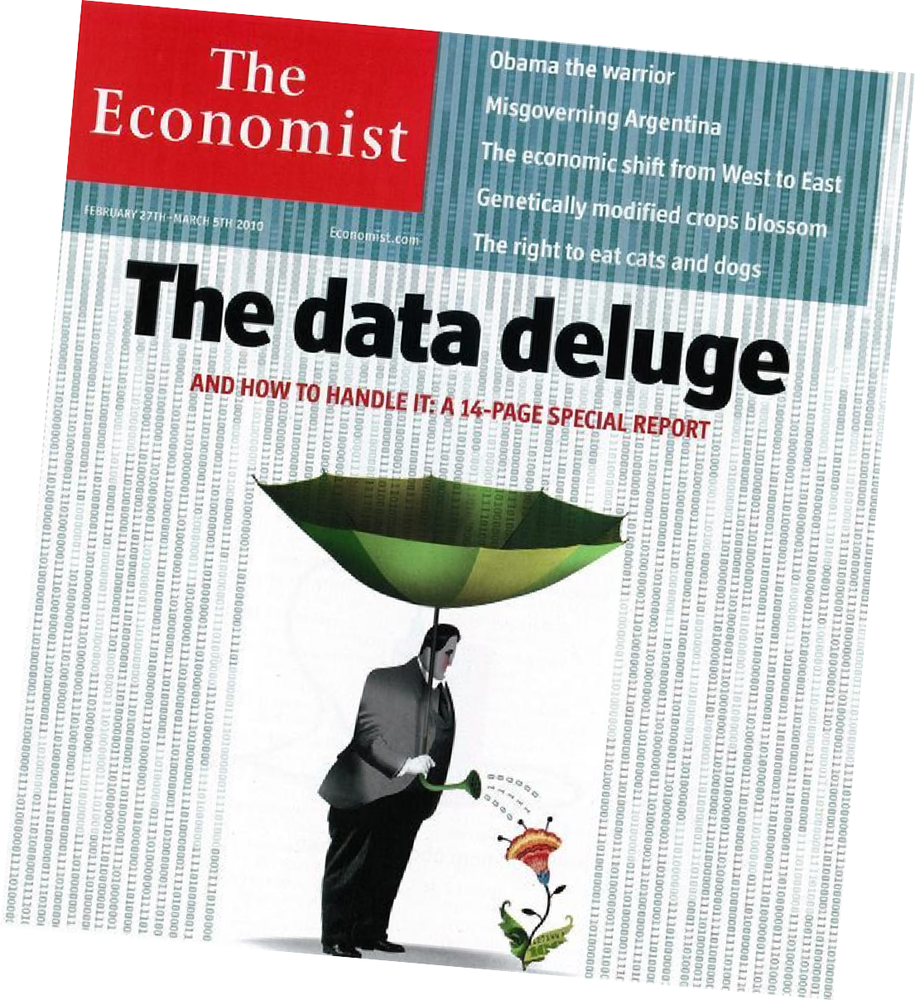 The
Economist
FEBRUARY 27TH–MARCH 5TH 2010
Economist.com
Obama the warrior
Misgoverning Argentina
The economic shift from West to East
Genetically modified crops blossom
The right to eat cats and dogs
The data deluge
AND HOW TO HANDLE IT: A 14-PAGE SPECIAL REPORT